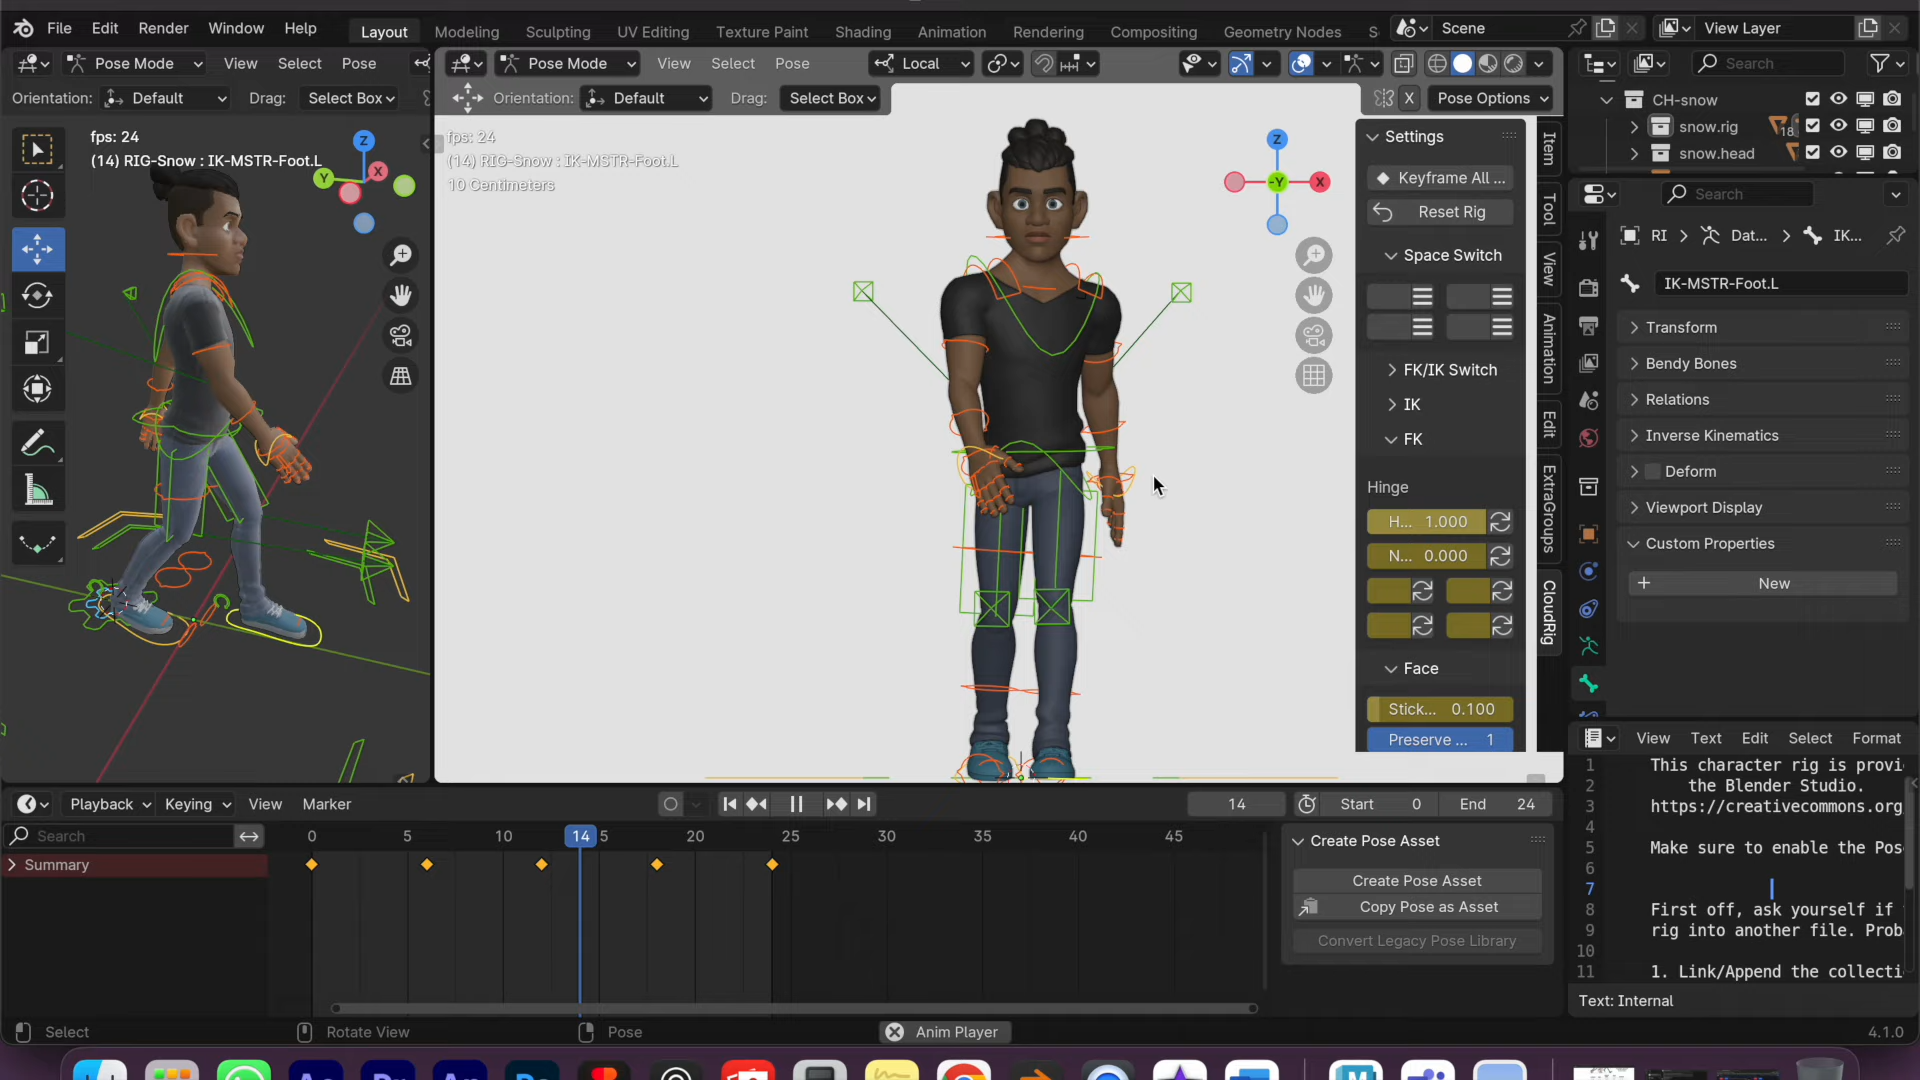 File Edit Render Window Help Layout Modeling Sculpting UV Editing Texture Paint Shading Animation Rendering Compositing Geometry Nodes S Scene View Layer
Pose Mode View Select Pose
Pose Mode View Select Pose Local
Search
Orientation: Default Drag: Select Box
Orientation: Default Drag: Select Box X Pose Options
CH-snow
snow.rig 18
snow.head
fps: 24
(14) RIG-Snow : IK-MSTR-Foot.L
Z
Y
X
fps: 24
(14) RIG-Snow : IK-MSTR-Foot.L
10 Centimeters
Z
-Y
X
Settings
Keyframe All ...
Reset Rig
Space Switch
FK/IK Switch
IK
FK
Hinge
H... 1.000
N... 0.000
Face
Stick... 0.100
Preserve ... 1
Item
Tool
View
Animation
Edit
ExtraGroups
CloudRig
Search
RI Dat... IK...
IK-MSTR-Foot.L
Transform
Bendy Bones
Relations
Inverse Kinematics
Deform
Viewport Display
Custom Properties
New
View Text Edit Select Format
1 This character rig is provi
2 the Blender Studio.
3 https://creativecommons.org
4
5 Make sure to enable the Pos
6
7
8 First off, ask yourself if
9 rig into another file. Prob
10
11 1. Link/Append the collecti
Text: Internal
Playback Keying View Marker 14 Start 0 End 24
Search
0 5 10 14 5 20 25 30 35 40 45
Summary
Create Pose Asset
Create Pose Asset
Copy Pose as Asset
Convert Legacy Pose Library
Select Rotate View Pose Anim Player 4.1.0